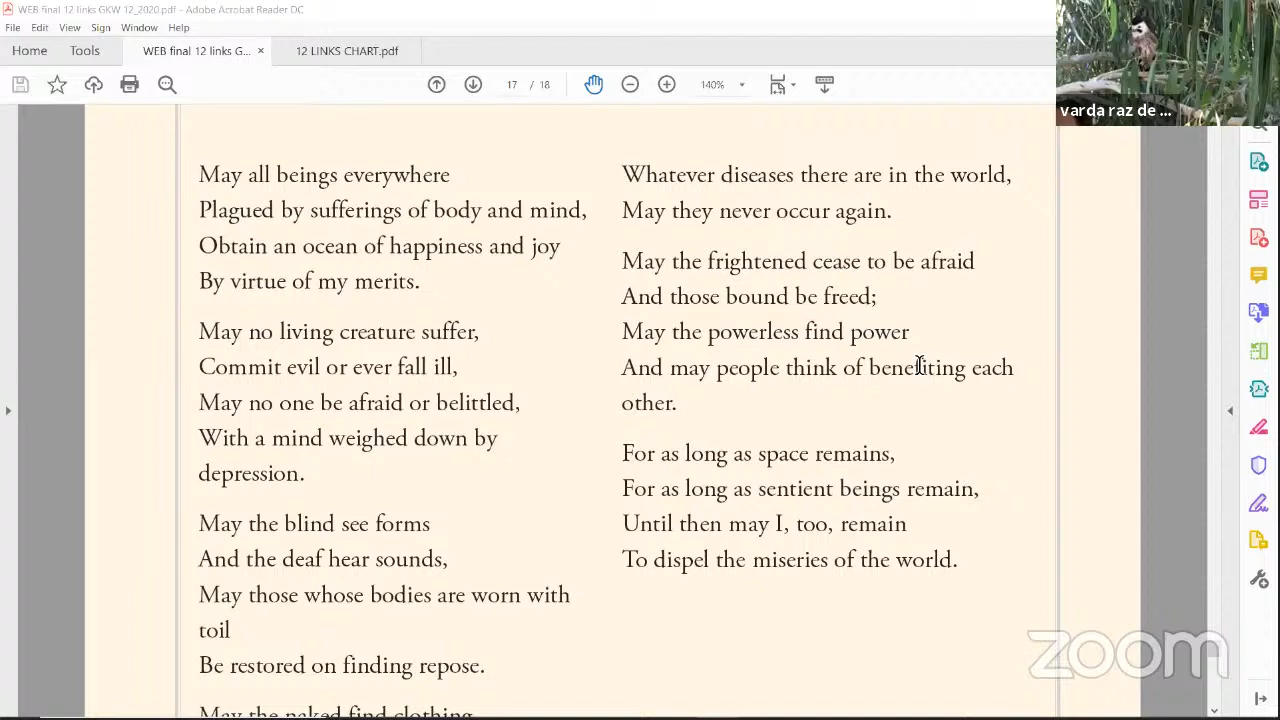 WEB final 12 links GKW 12_2020.pdf - Adobe Acrobat Reader DC
File Edit View Sign Window Help
Home Tools WEB final 12 links G... × 12 LINKS CHART.pdf
17 / 18 140%
varda raz de ...
May all beings everywhere
Plagued by sufferings of body and mind,
Obtain an ocean of happiness and joy
By virtue of my merits.
May no living creature suffer,
Commit evil or ever fall ill,
May no one be afraid or belittled,
With a mind weighed down by
depression.
May the blind see forms
And the deaf hear sounds,
May those whose bodies are worn with
toil
Be restored on finding repose.
May the naked find clothing
Whatever diseases there are in the world,
May they never occur again.
May the frightened cease to be afraid
And those bound be freed;
May the powerless find power
And may people think of benefiting each
other.
For as long as space remains,
For as long as sentient beings remain,
Until then may I, too, remain
To dispel the miseries of the world.
zoom